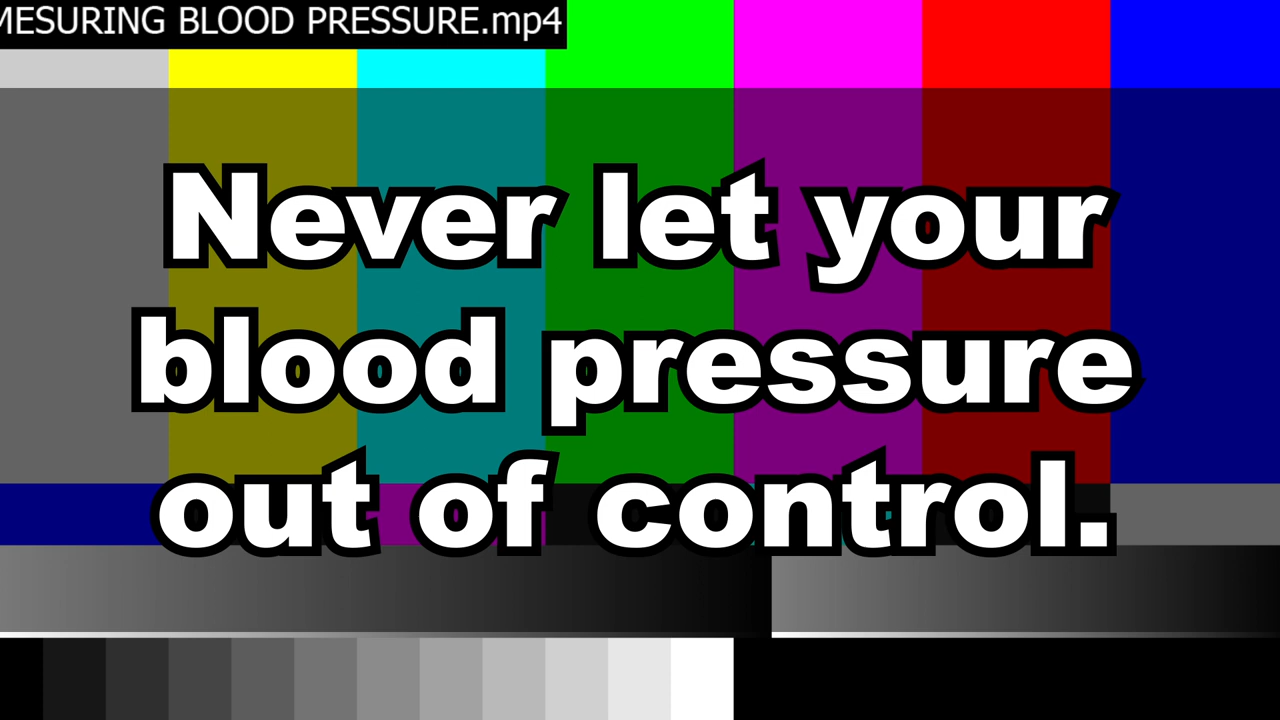 MESURING BLOOD PRESSURE.mp4
Never let your
blood pressure
out of control.